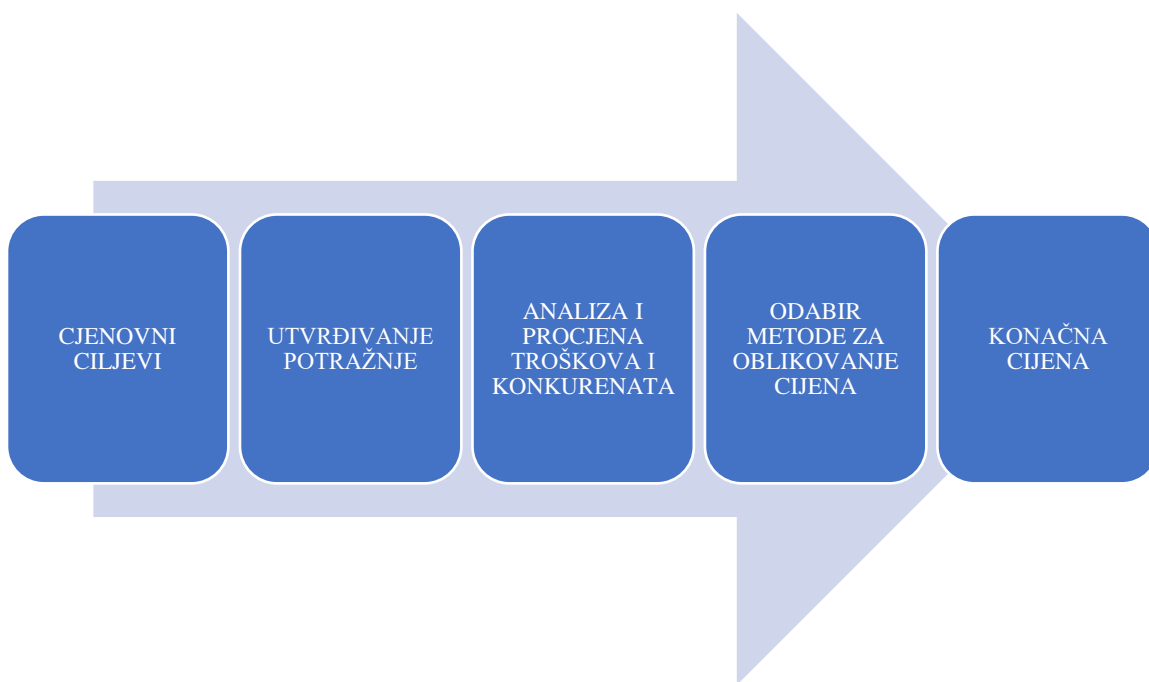 CJENOVNI
CILJEVI
UTVRĐIVANJE
POTRAŽNJE
ANALIZA I
PROCJENA
TROŠKOVA I
KONKURENATA
ODABIR
METODE ZA
OBLIKOVANJE
CIJENA
KONAČNA
CIJENA